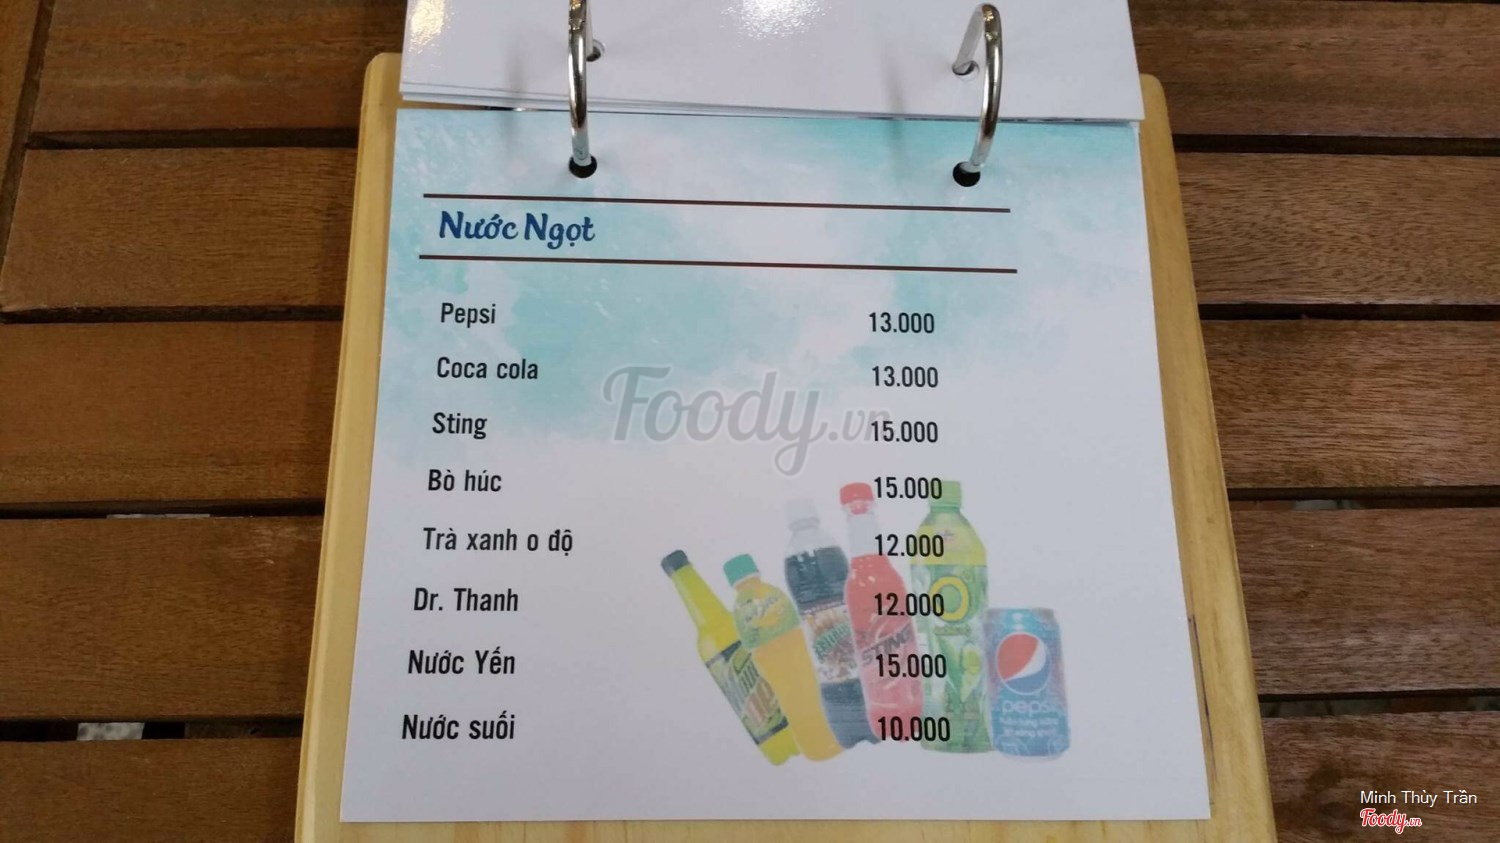 Nước Ngọt
Pepsi 13.000
Coca cola 13.000
Foody.vn
Sting 15.000
Bò húc 15.000
Trà xanh o độ 12.000
Dr. Thanh 12.000
Nước Yến 15.000
Nước suối 10.000
STING
pepsi
Minh Thùy Trần
Foody.vn